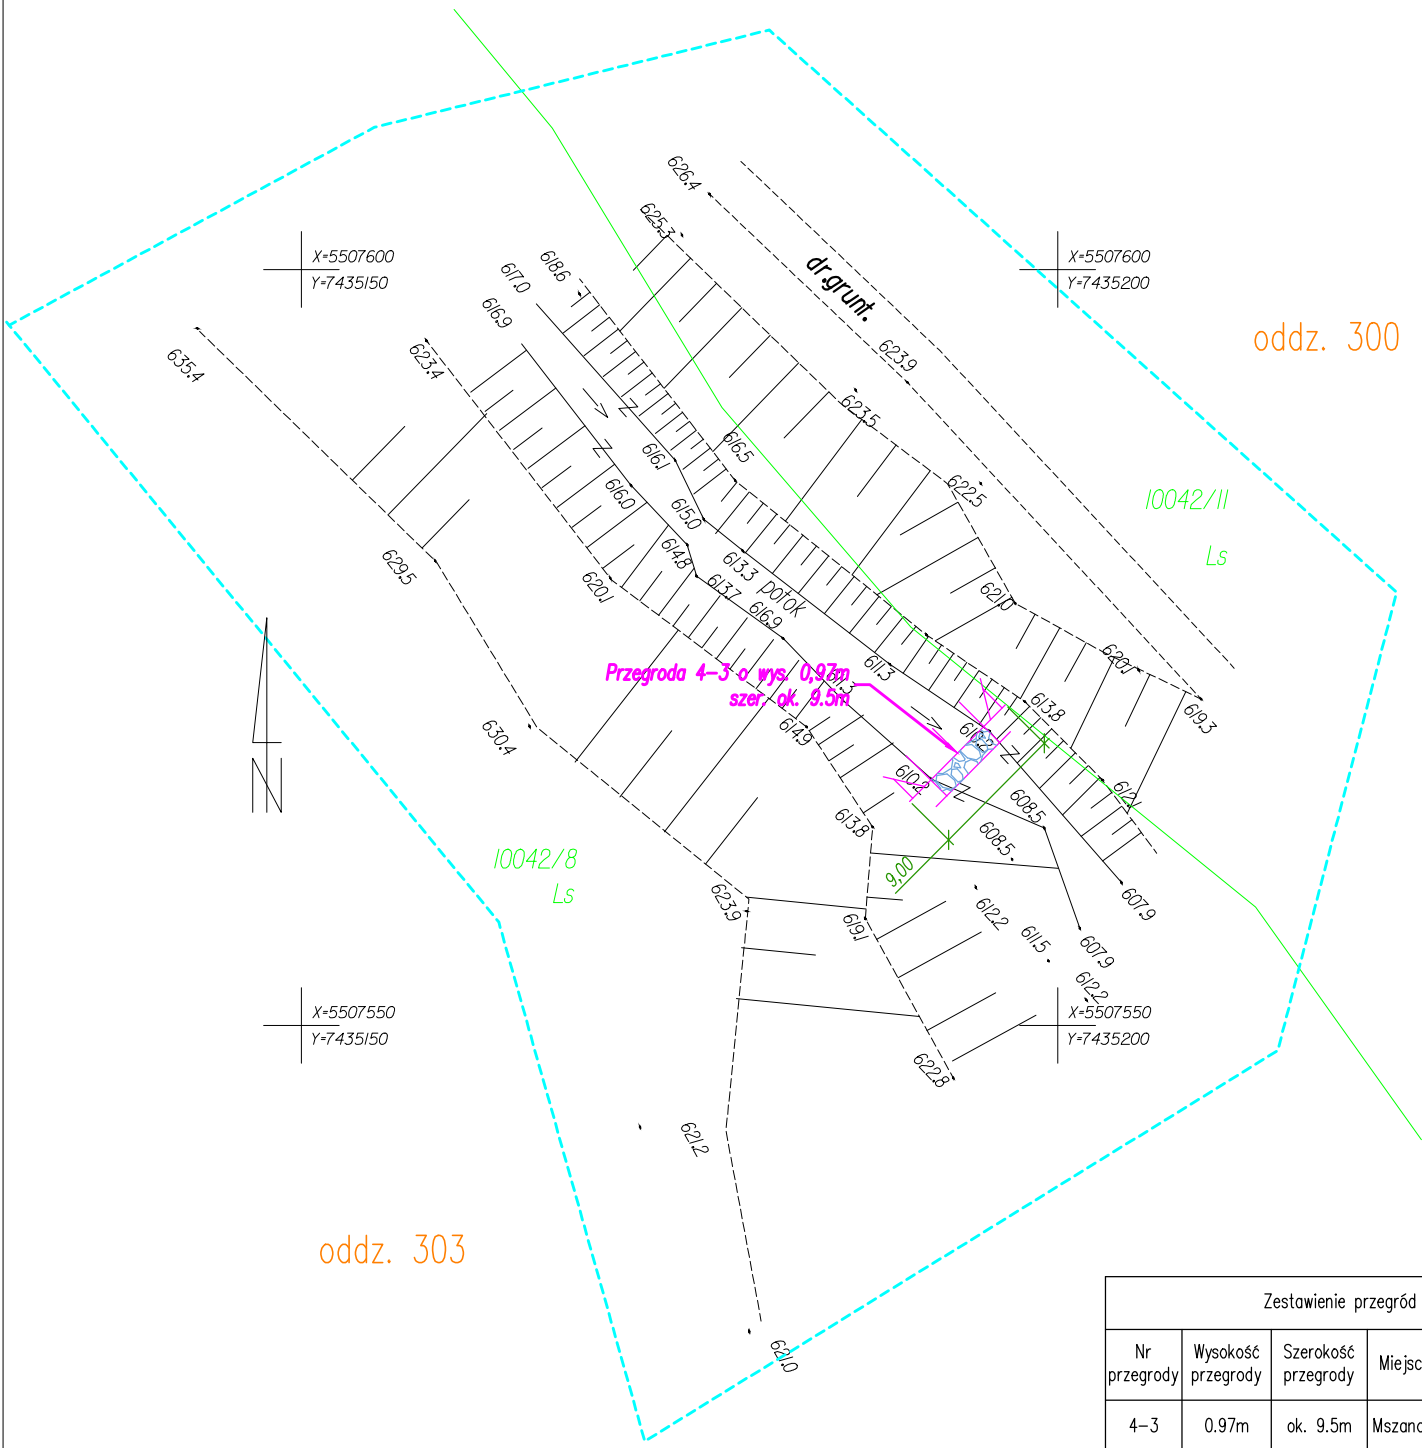 626.4
625.3
X=5507600
Y=7435150
618.6
617.0
616.9
dr.grunt.
X=5507600
Y=7435200
oddz. 300
635.4
623.4
623.9
623.5
616.5
616.1
616.0
615.0
622.5
10042/11
Ls
629.5
614.8
613.3
potok
613.7
616.9
620.1
621.0
620.1
611.3
Przegroda 4-3 o wys. 0,97m
szer. ok. 9.5m
613.8
619.3
630.4
614.9
610.2
612.1
608.5
613.8
608.5
10042/8
Ls
9,00
623.9
619.1
612.2
607.9
611.5
607.9
612.2
X=5507550
Y=7435150
X=5507550
Y=7435200
622.8
621.2
oddz. 303
621.0
Zestawienie przegród
Nr przegrody
Wysokość przegrody
Szerokość przegrody
4-3
0.97m
ok. 9.5m